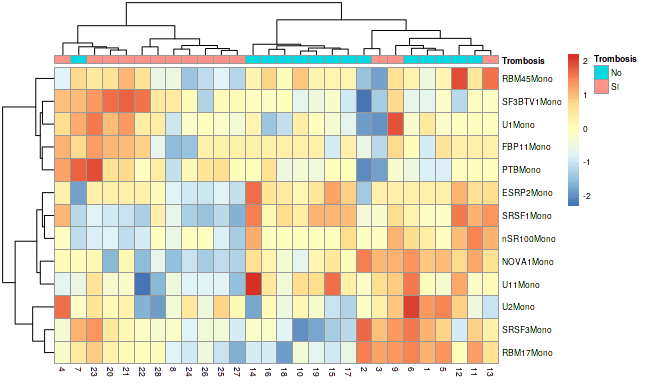 Trombosis
RBM45Mono
SF3BTV1Mono
U1Mono
FBP11Mono
PTBMono
ESRP2Mono
SRSF1Mono
nSR100Mono
NOVA1Mono
U11Mono
U2Mono
SRSF3Mono
RBM17Mono
4 7 23 20 21 22 28 8 24 26 25 27 14 16 18 10 19 15 17 2 3 9 6 1 5 12 11 13
2
1
0
-1
-2
Trombosis
No
SI